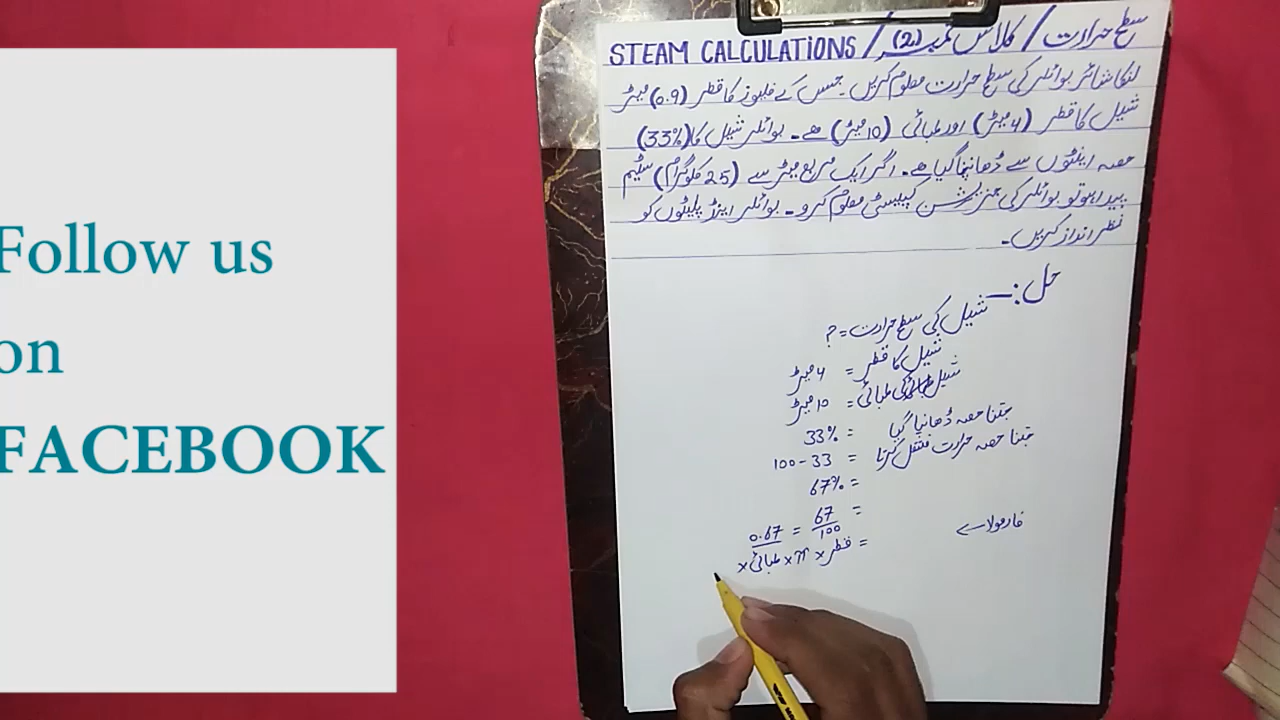 Follow us
on
FACEBOOK
سطح حرارت / کلاس نمبر (2) / STEAM CALCULATIONS
لنکا شائر بوائلر کی سطح حرارت معلوم کریں۔ جس کے فلیوز کا قطر (0.9) میٹر
شیل کا قطر (4 میٹر) اور لمبائی (10 میٹر) ھے۔ بوائلر شیل کا (33%)
حصہ اینٹوں سے ڈھانپا گیا ھے۔ اگر ایک مربع میٹر سے (25 کلوگرام) سٹیم
پیدا ہو تو بوائلر کی جنریشن کیپسٹی معلوم کرو۔ بوائلر اینڈ پلیٹوں کو
نظر انداز کریں۔
حل :—
شیل کی سطح حرارت = ?
شیل کا قطر = 4 میٹر
شیل کی لمبائی = 10 میٹر
جتنا حصہ ڈھانپا گیا = 33%
جتنا حصہ حرارت منتقل کرتا = 100 - 33
= 67%
= 67/100 = 0.67
فارمولا ←
= قطر × π × لمبائی ×